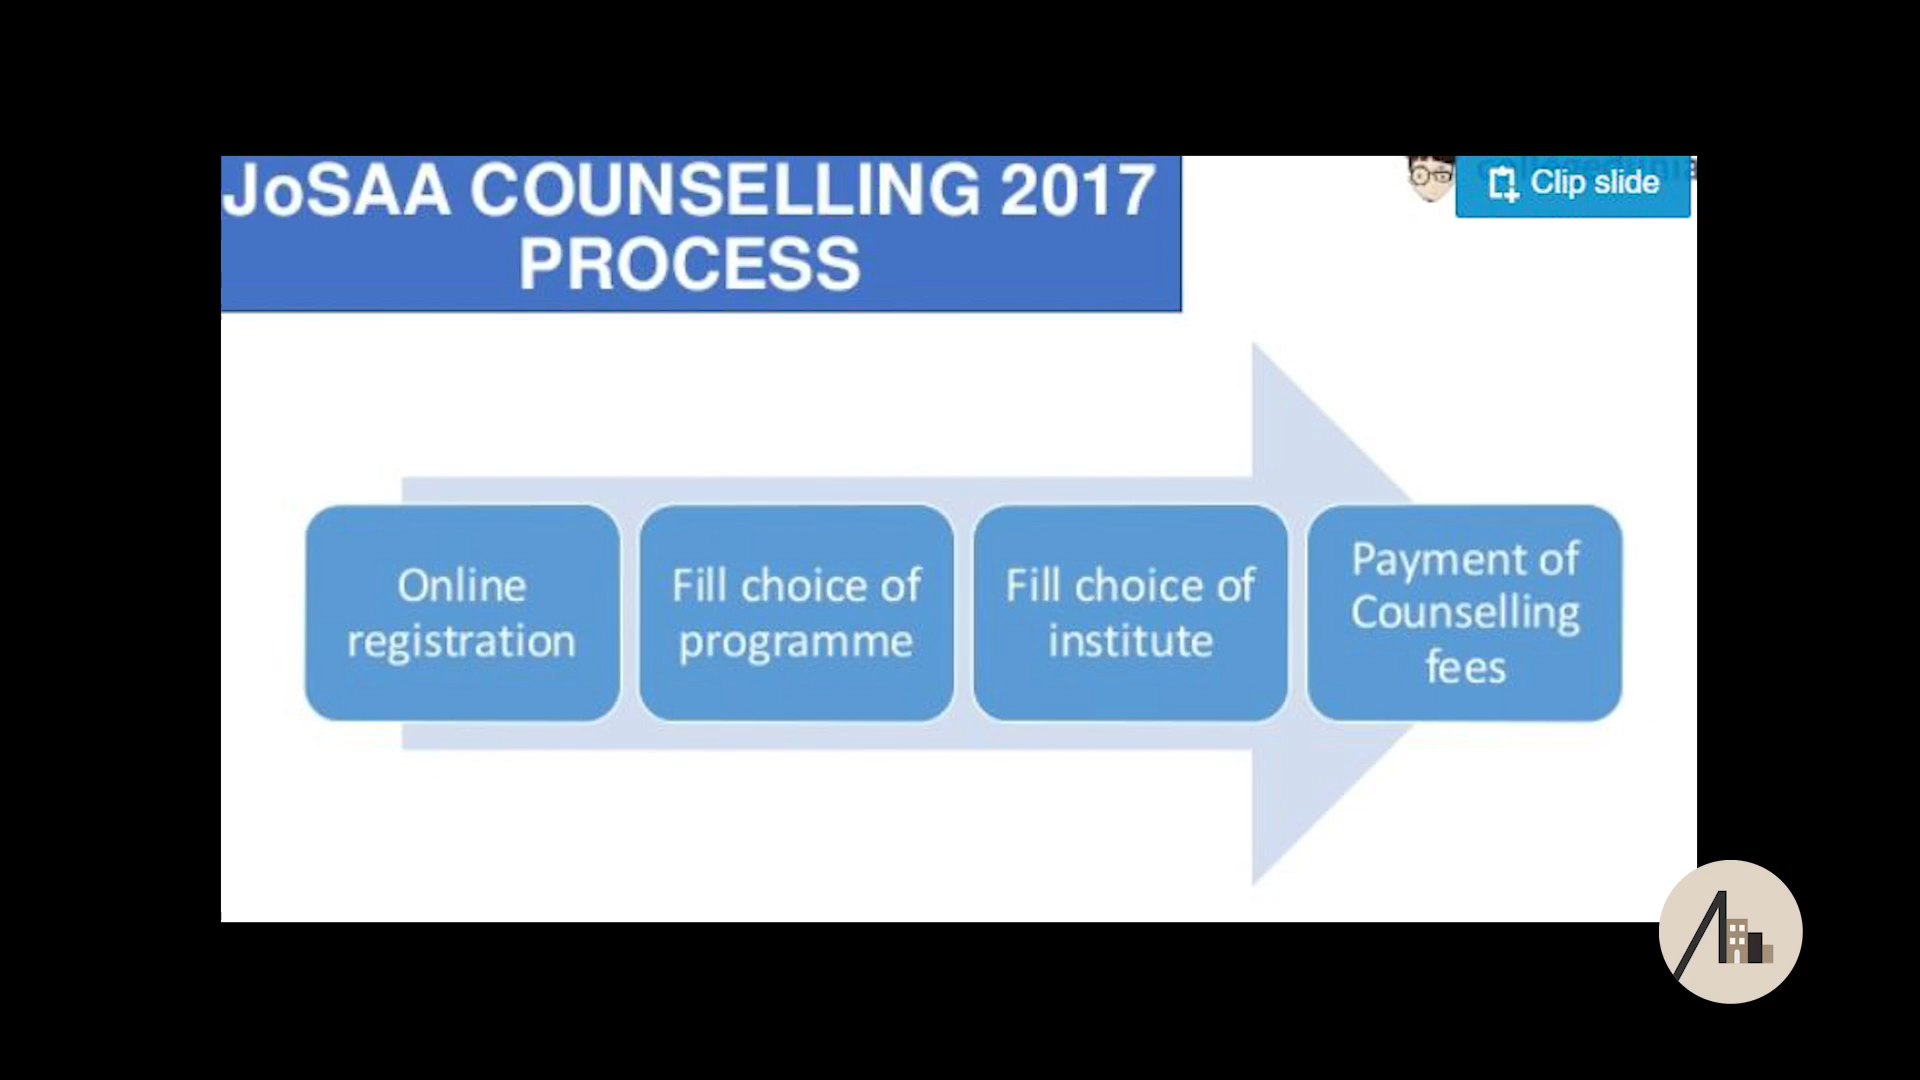 JoSAA COUNSELLING 2017
PROCESS
Clip slide
Online
registration
Fill choice of
programme
Fill choice of
institute
Payment of
Counselling
fees